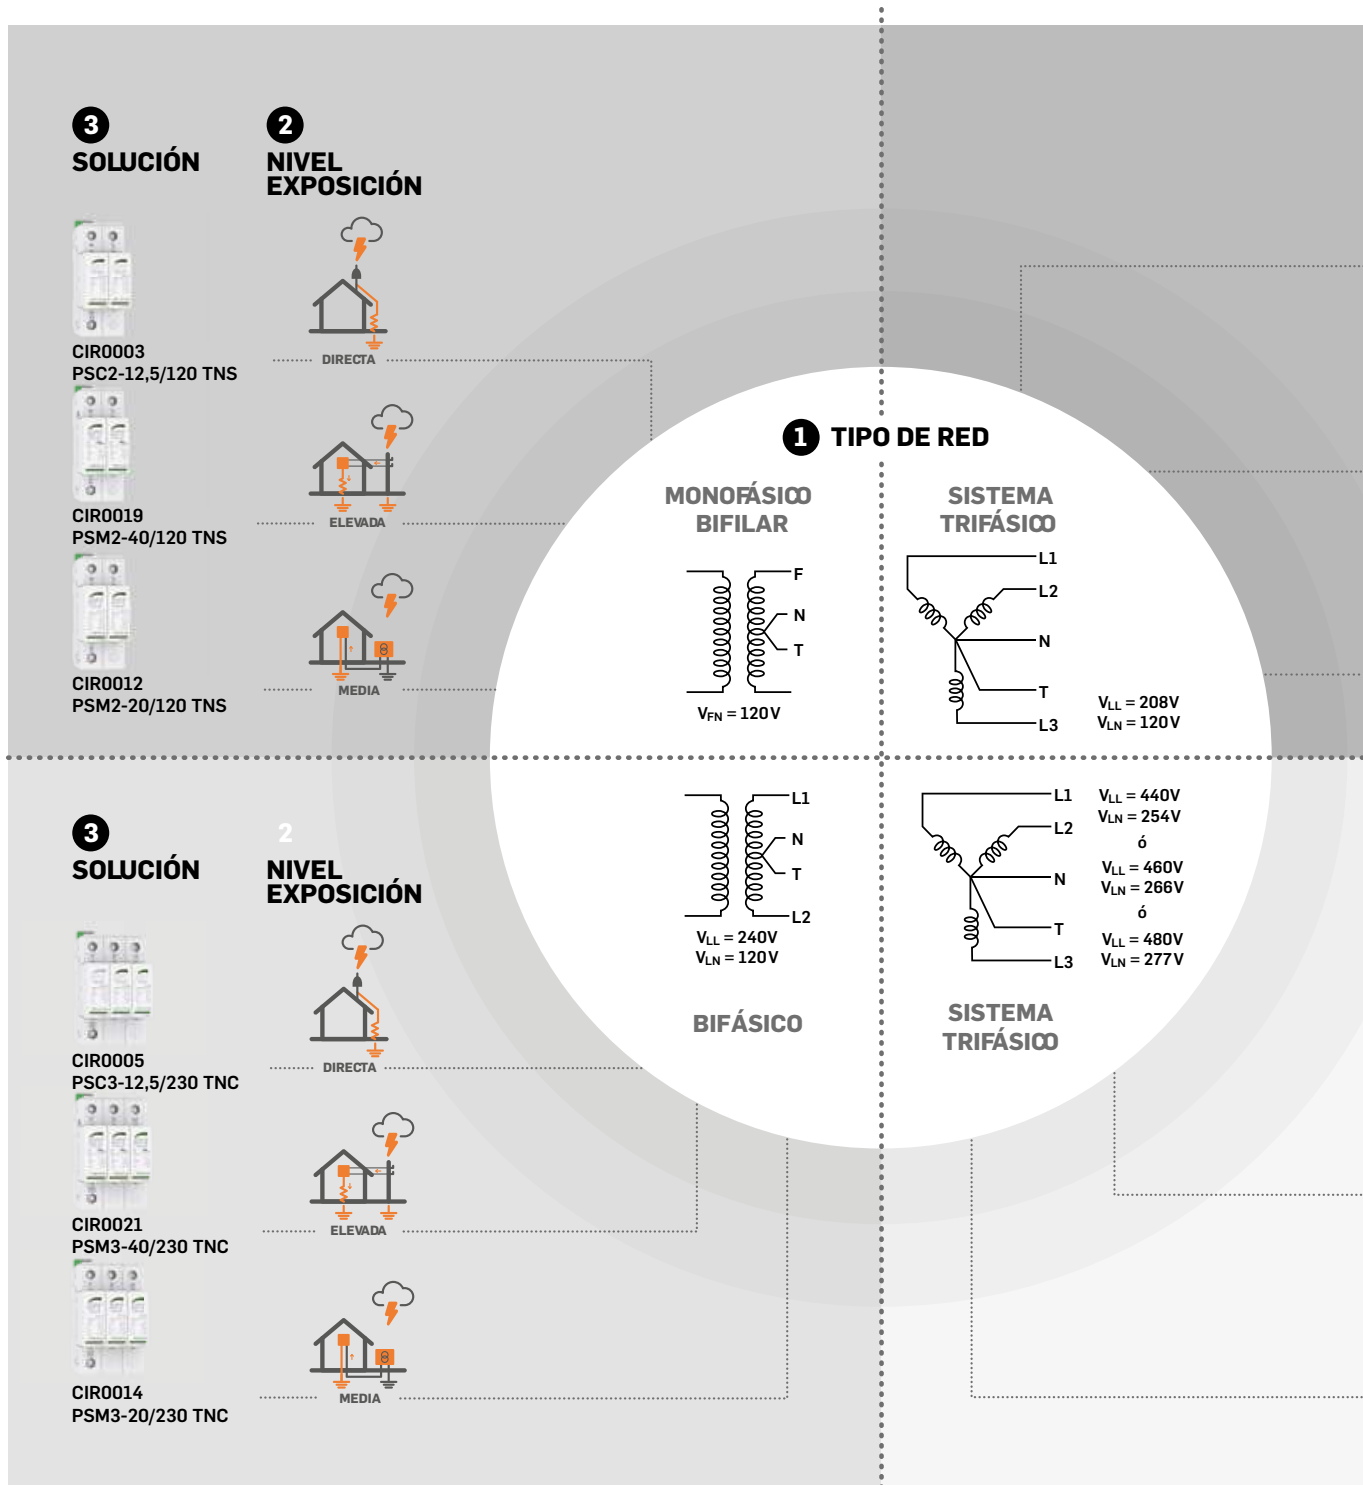 3
SOLUCIÓN
2
NIVEL
EXPOSICIÓN
CIR0003
PSC2-12,5/120 TNS
DIRECTA
CIR0019
PSM2-40/120 TNS
ELEVADA
CIR0012
PSM2-20/120 TNS
MEDIA
1 TIPO DE RED
MONOFÁSICO
BIFILAR
F
N
T
VFN = 120V
SISTEMA
TRIFÁSICO
L1
L2
N
T
L3
VLL = 208V
VLN = 120V
3
SOLUCIÓN
2
NIVEL
EXPOSICIÓN
CIR0005
PSC3-12,5/230 TNC
DIRECTA
CIR0021
PSM3-40/230 TNC
ELEVADA
CIR0014
PSM3-20/230 TNC
MEDIA
L1
N
T
L2
VLL = 240V
VLN = 120V
BIFÁSICO
L1
L2
N
T
L3
VLL = 440V
VLN = 254V
ó
VLL = 460V
VLN = 266V
ó
VLL = 480V
VLN = 277V
SISTEMA
TRIFÁSICO